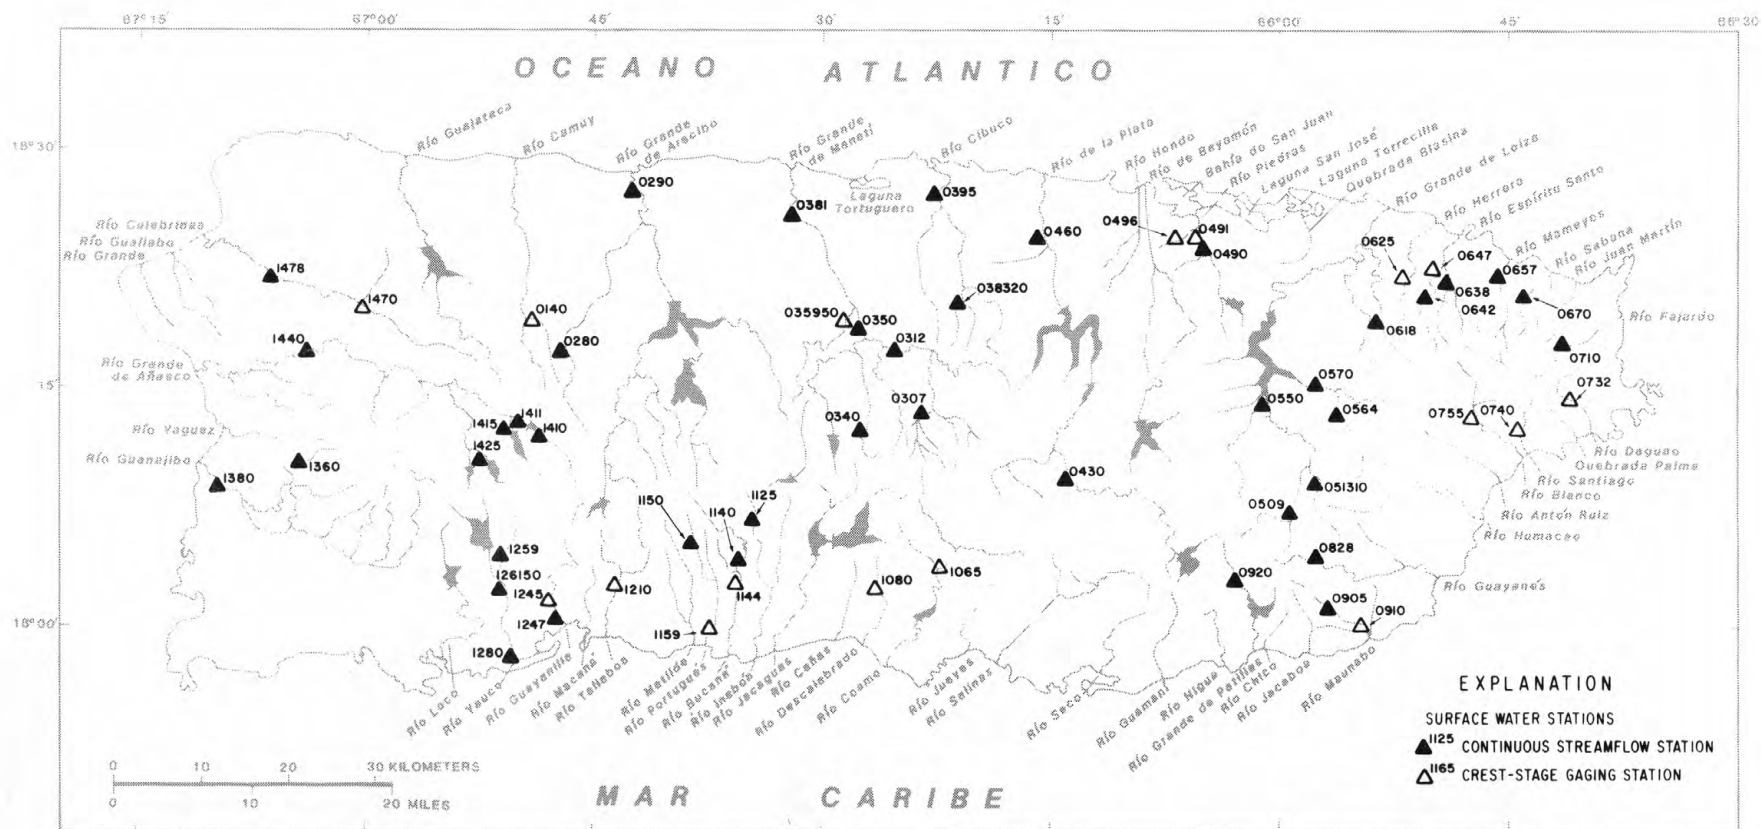 67°15′ 67°00′ 45′ 30′ 15′ 66°00′ 45′ 65°30′
OCEANO ATLANTICO
18°30′
Río Guajataca
Río Camuy
Río Grande
de Arecibo
Río Grande
de Manatí
Río Cibuco
Río de la Plata
Río Hondo
Río de Bayamón
Bahía de San Juan
Río Piedras
Laguna San José
Laguna Torrecilla
Quebrada Blasina
Río Grande de Loíza
Río Herrera
Río Espíritu Santo
Río Mameyes
Río Sabana
Río Juan Martín
Laguna
Tortuguero
Río Culebrinas
Río Guayabo
Río Grande
0290
0381
0395
0460
0496
0491
0490
0625
0647
0657
0638
0642
0670
0618
0710
0732
Río Fajardo
1478
1470
0140
0280
035950
0350
0312
038320
1440
Río Grande
de Añasco
15′
0570
0550
0564
0755
0740
0307
0340
1411
1415
1410
1425
Río Yaguez
Río Guanajibo
1360
1380
0430
051310
0509
Río Daguao
Quebrada Palma
Río Santiago
Río Blanco
Río Antón Ruiz
Río Humacao
Río Guayanés
1150
1140
1125
1259
126150
1245
1247
1210
1144
1159
1080
1065
0828
0920
0905
0910
18°00′
1280
Río Loco
Río Yauco
Río Guayanilla
Río Macaná
Río Tallaboa
Río Matilde
Río Portugués
Río Bucaná
Río Inabón
Río Jacaguas
Río Cañas
Río Descalabrado
Río Coamo
Río Jueyes
Río Salinas
Río Seco
Río Guamaní
Río Nigua
Río Grande de Patillas
Río Chico
Río Jacaboa
Río Maunabo
EXPLANATION
SURFACE WATER STATIONS
1125 CONTINUOUS STREAMFLOW STATION
1165 CREST-STAGE GAGING STATION
0 10 20 30 KILOMETERS
0 10 20 MILES
MAR CARIBE